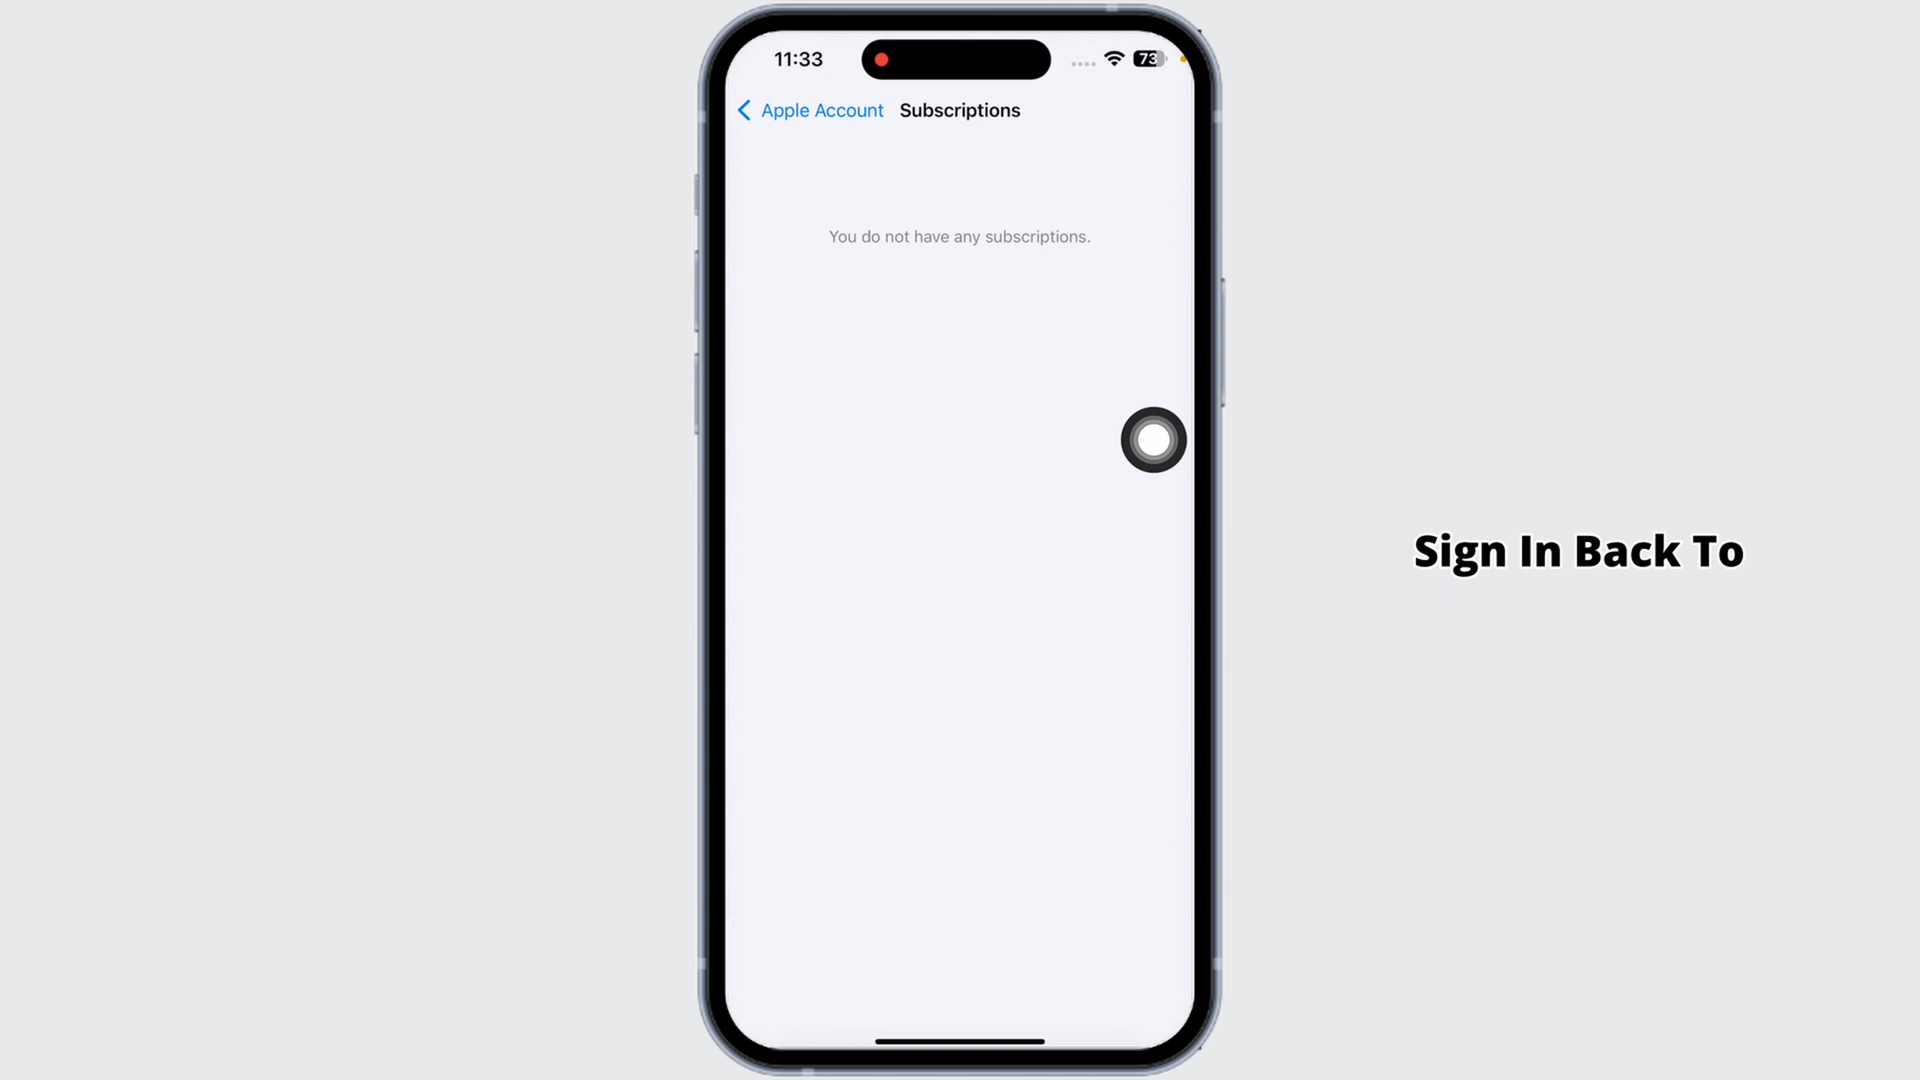 11:33
73
Apple Account
Subscriptions
You do not have any subscriptions.
Sign In Back To